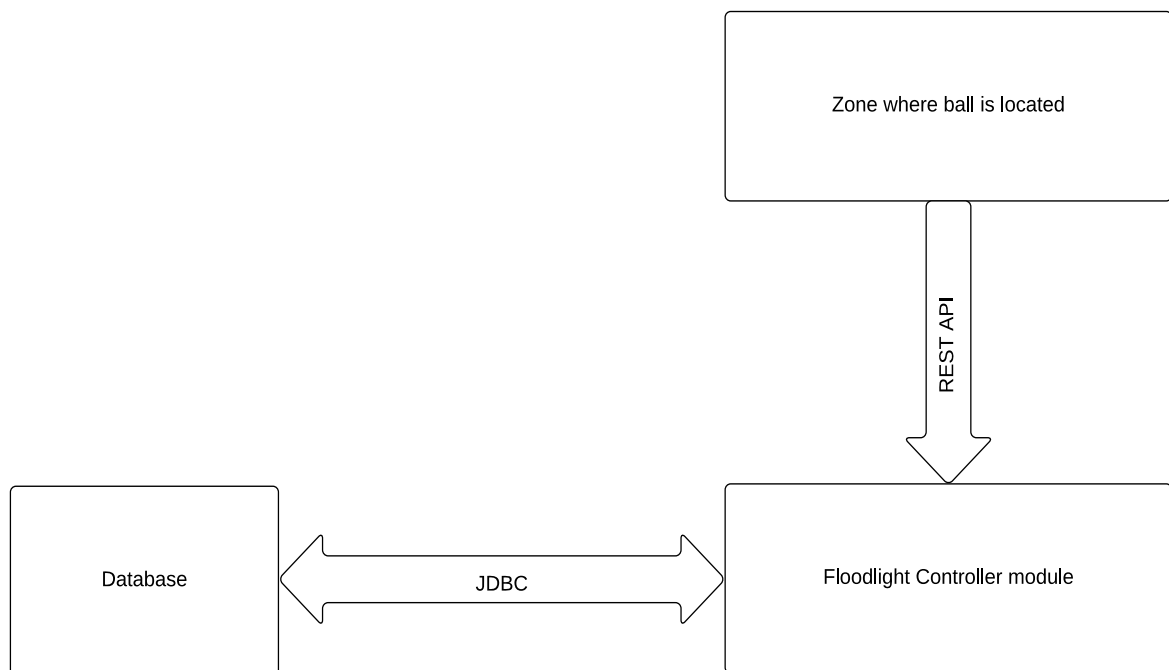 Zone where ball is located
REST API
Database
JDBC
Floodlight Controller module